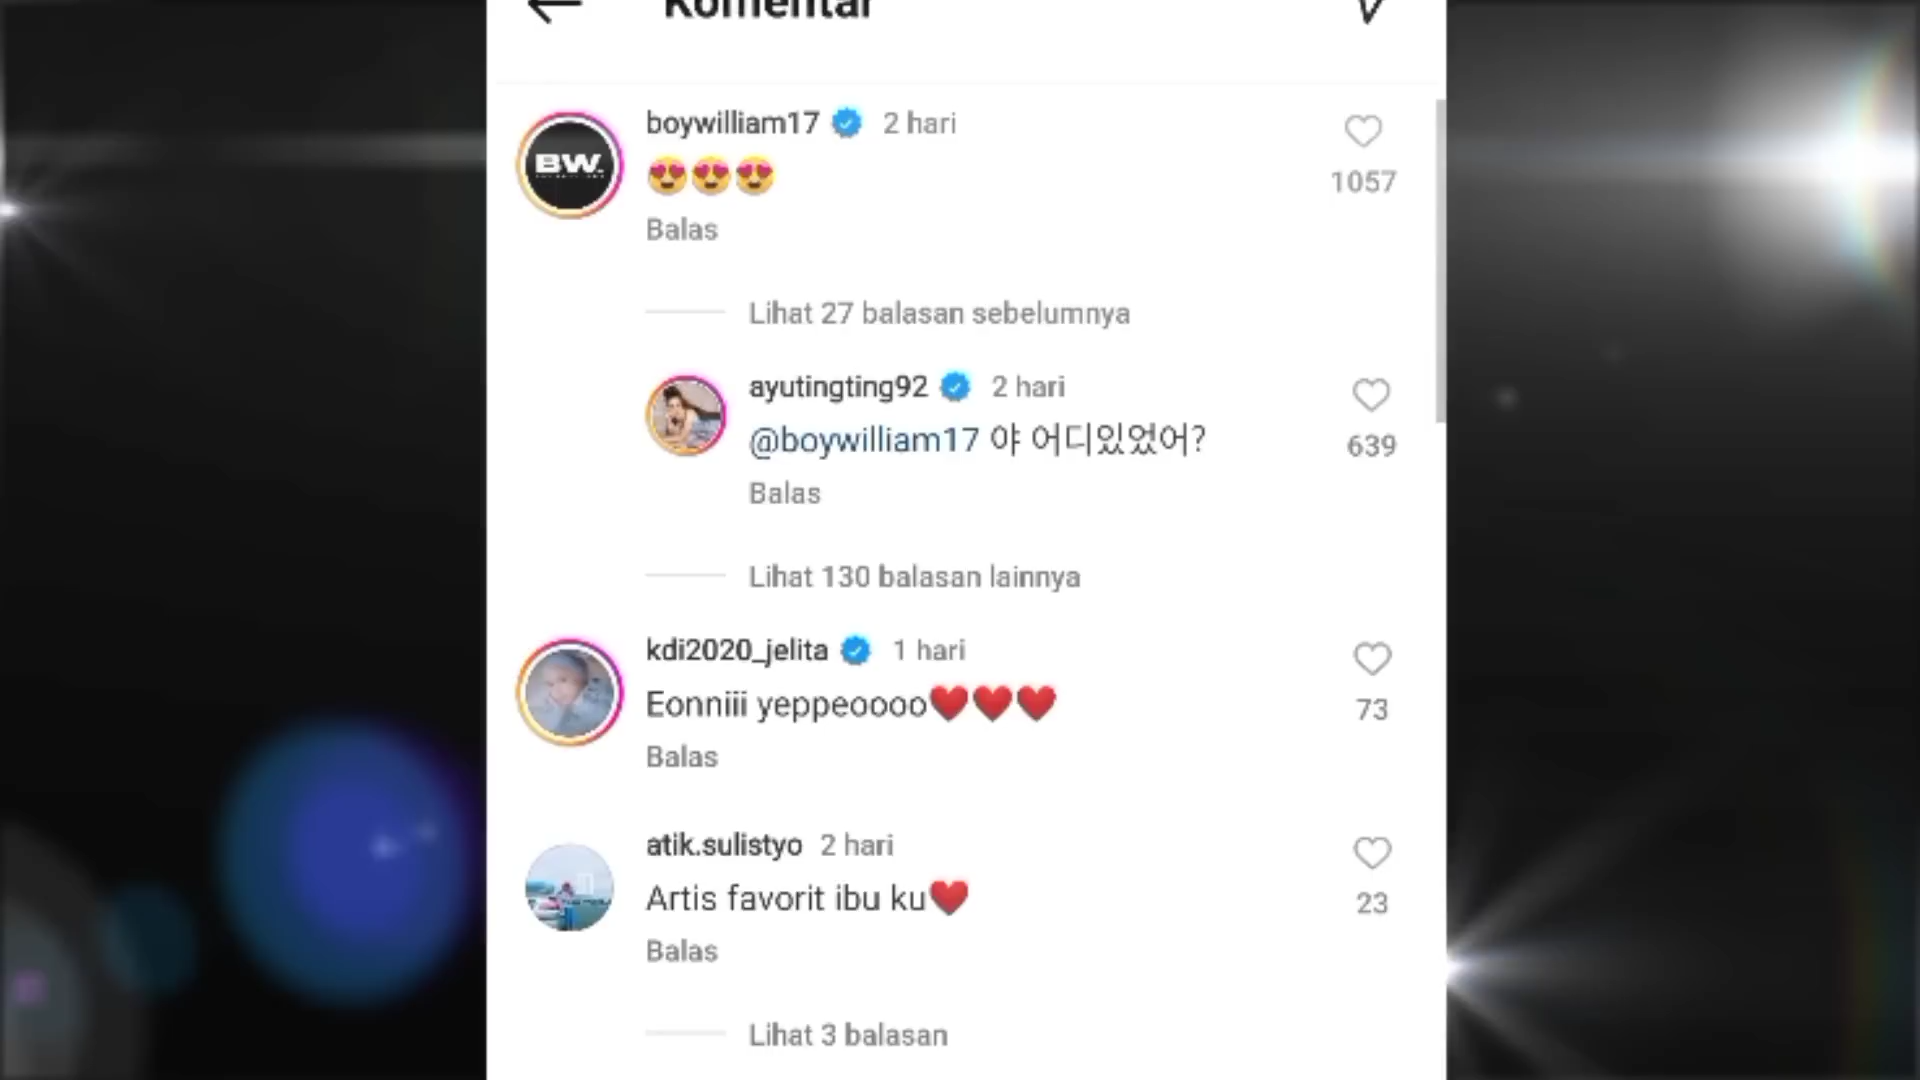 Komentar
boywilliam17 2 hari
BW.
😍😍😍
1057
Balas
Lihat 27 balasan sebelumnya
ayutingting92 2 hari
@boywilliam17 야 어디있었어?
639
Balas
Lihat 130 balasan lainnya
kdi2020_jelita 1 hari
Eonniii yeppeoooo❤️❤️❤️
73
Balas
atik.sulistyo 2 hari
Artis favorit ibu ku❤️
23
Balas
Lihat 3 balasan